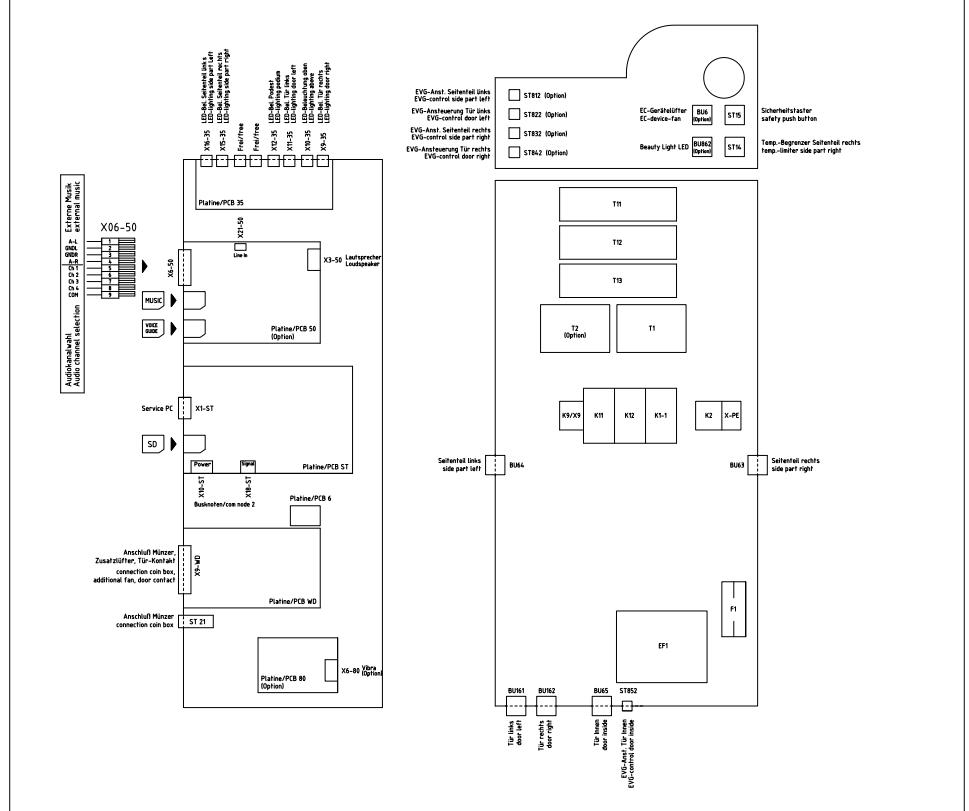 LED-Bel. Seitenteil links
LED-lighting side part left
X16-35
LED-Bel. Seitenteil rechts
LED-lighting side part right
X15-35
Frei/free
Frei/free
LED-Bel. Podest
LED-lighting podium
X12-35
LED-Bel. Tür links
LED-lighting door left
X11-35
LED-Beleuchtung oben
LED-lighting above
X10-35
LED-Bel. Tür rechts
LED-lighting door right
X9-35
Platine/PCB 35
Externe Musik
external music
Audiokanalwahl
Audio channel selection
X06-50
A-L
1
GNDL
2
GNDR
3
A-R
4
Ch 1
5
Ch 2
6
Ch 3
7
Ch 4
8
COM
9
X6-50
X21-50
Line In
X3-50
Lautsprecher
Loudspeaker
MUSIC
VOICE
GUIDE
Platine/PCB 50
(Option)
Service PC
X1-ST
SD
Power
Signal
Platine/PCB ST
X10-ST
X18-ST
Busknoten/com node 2
Platine/PCB 6
Anschluß Münzer,
Zusatzlüfter, Tür-Kontakt
connection coin box,
additional fan, door contact
X9-WD
Platine/PCB WD
Anschluß Münzer
connection coin box
ST 21
X6-80
Vibra
(Option)
Platine/PCB 80
(Option)
EVG-Anst. Seitenteil links
EVG-control side part left
ST812 (Option)
EVG-Ansteuerung Tür links
EVG-control door left
ST822 (Option)
EVG-Anst. Seitenteil rechts
EVG-control side part right
ST832 (Option)
EVG-Ansteuerung Tür rechts
EVG-control door right
ST842 (Option)
EC-Gerätelüfter
EC-device-fan
BU6
(Option)
ST15
Sicherheitstaster
safety push button
Beauty Light LED
BU862
(Option)
ST14
Temp.-Begrenzer Seitenteil rechts
temp.-limiter side part right
T11
T12
T13
T2
(Option)
T1
K9/X9
K11
K12
K1-1
K2
X-PE
Seitenteil links
side part left
BU64
BU63
Seitenteil rechts
side part right
F1
EF1
BU161
BU162
BU65
ST852
Tür links
door left
Tür rechts
door right
Tür Innen
door inside
EVG-Anst. Tür Innen
EVG-control door inside